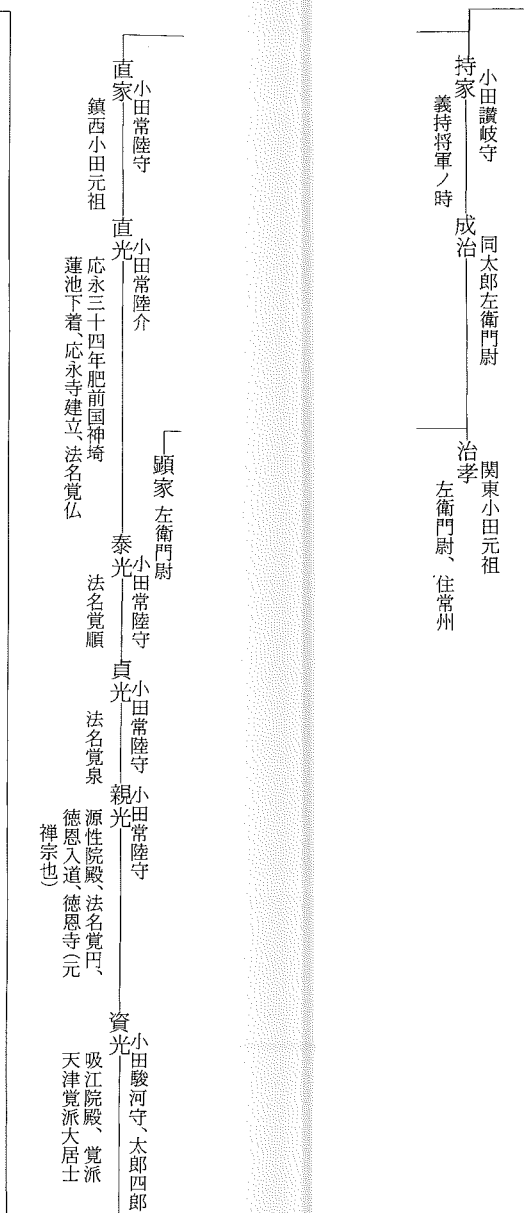 小田讃岐守
持家
義持将軍ノ時
同太郎左衛門尉
成治
関東小田元祖
治孝
左衛門尉、住常州
顕家 左衛門尉
小田常陸守
直家
鎮西小田元祖
小田常陸介
直光
応永三十四年肥前国神埼
蓮池下着、応永寺建立、法名覚仏
小田常陸守
泰光
法名覚順
小田常陸守
貞光
法名覚泉
小田常陸守
親光
源性院殿、法名覚円、
徳恩入道、徳恩寺(元
禅宗也)
小田駿河守、太郎四郎
資光
吸江院殿、覚派
天津覚派大居士